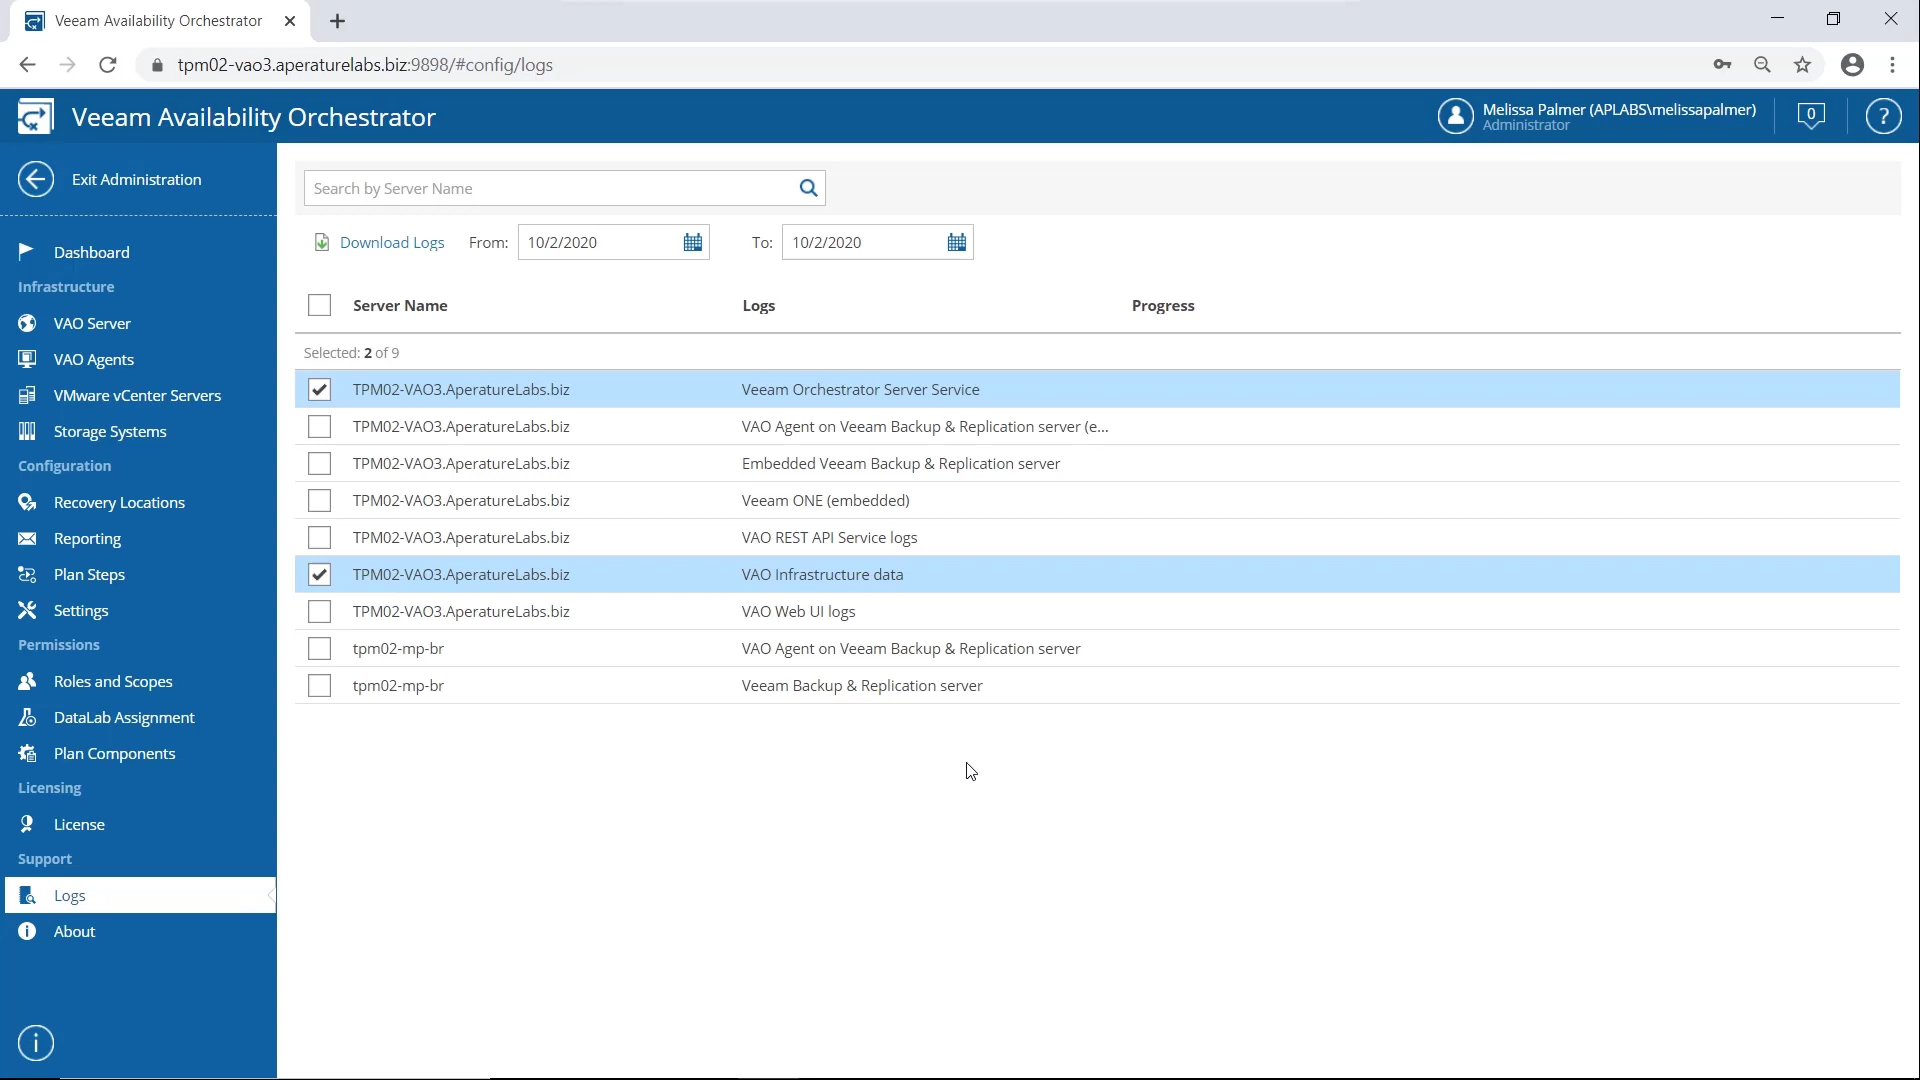 Veeam Availability Orchestrator
tpm02-vao3.aperaturelabs.biz:9898/#config/logs
Veeam Availability Orchestrator
Melissa Palmer (APLABS\melissapalmer)
Administrator
0
?
Exit Administration
Dashboard
Infrastructure
VAO Server
VAO Agents
VMware vCenter Servers
Storage Systems
Configuration
Recovery Locations
Reporting
Plan Steps
Settings
Permissions
Roles and Scopes
DataLab Assignment
Plan Components
Licensing
License
Support
Logs
About
Search by Server Name
Download Logs From: 10/2/2020 To: 10/2/2020
Server Name Logs Progress
Selected: 2 of 9
TPM02-VAO3.AperatureLabs.biz Veeam Orchestrator Server Service
TPM02-VAO3.AperatureLabs.biz VAO Agent on Veeam Backup & Replication server (e...
TPM02-VAO3.AperatureLabs.biz Embedded Veeam Backup & Replication server
TPM02-VAO3.AperatureLabs.biz Veeam ONE (embedded)
TPM02-VAO3.AperatureLabs.biz VAO REST API Service logs
TPM02-VAO3.AperatureLabs.biz VAO Infrastructure data
TPM02-VAO3.AperatureLabs.biz VAO Web UI logs
tpm02-mp-br VAO Agent on Veeam Backup & Replication server
tpm02-mp-br Veeam Backup & Replication server